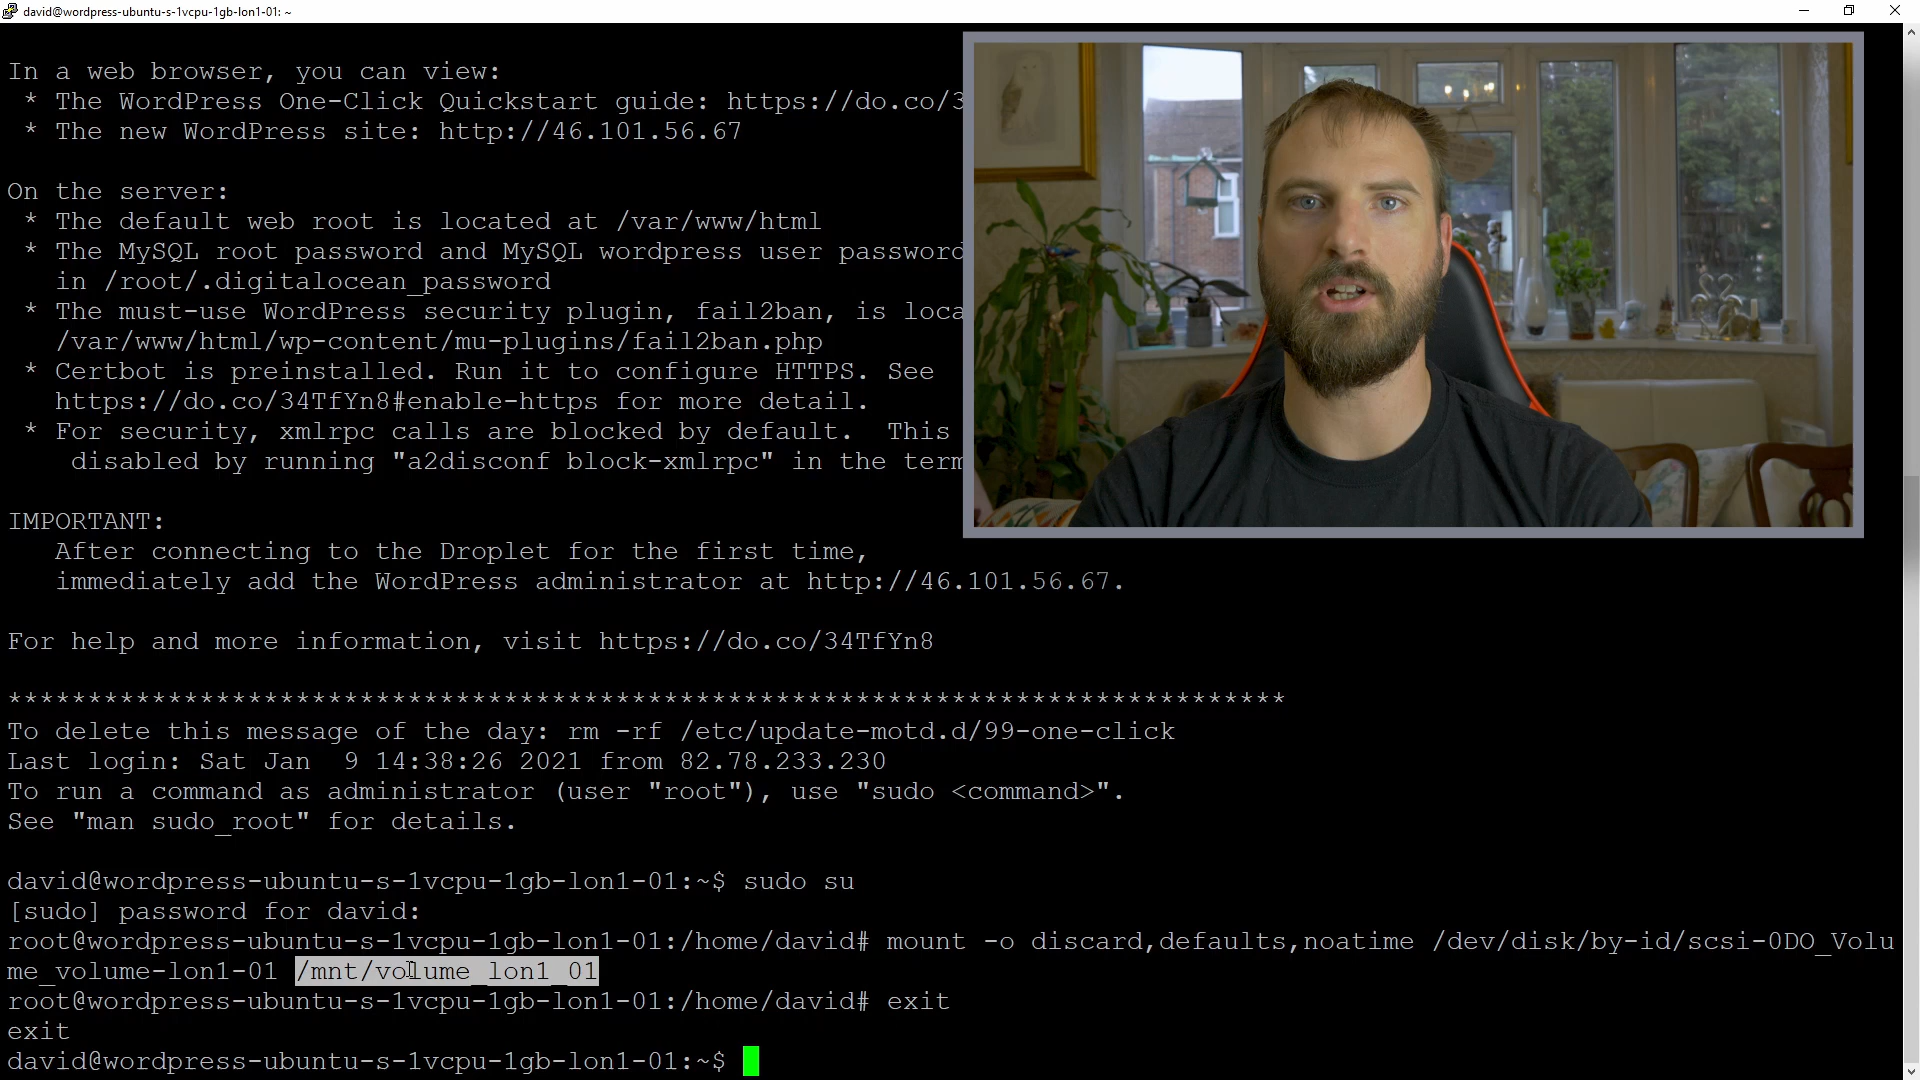 david@wordpress-ubuntu-s-1vcpu-1gb-lon1-01: ~
In a web browser, you can view:
* The WordPress One-Click Quickstart guide: https://do.co/3
* The new WordPress site: http://46.101.56.67
On the server:
* The default web root is located at /var/www/html
* The MySQL root password and MySQL wordpress user password
in /root/.digitalocean_password
* The must-use WordPress security plugin, fail2ban, is loca
/var/www/html/wp-content/mu-plugins/fail2ban.php
* Certbot is preinstalled. Run it to configure HTTPS. See
https://do.co/34TfYn8#enable-https for more detail.
* For security, xmlrpc calls are blocked by default.  This
disabled by running "a2disconf block-xmlrpc" in the term
IMPORTANT:
After connecting to the Droplet for the first time,
immediately add the WordPress administrator at http://46.101.56.67.
For help and more information, visit https://do.co/34TfYn8
********************************************************************************
To delete this message of the day: rm -rf /etc/update-motd.d/99-one-click
Last login: Sat Jan  9 14:38:26 2021 from 82.78.233.230
To run a command as administrator (user "root"), use "sudo <command>".
See "man sudo_root" for details.
david@wordpress-ubuntu-s-1vcpu-1gb-lon1-01:~$ sudo su
[sudo] password for david:
root@wordpress-ubuntu-s-1vcpu-1gb-lon1-01:/home/david# mount -o discard,defaults,noatime /dev/disk/by-id/scsi-0DO_Volu
me_volume-lon1-01 /mnt/volume_lon1_01
root@wordpress-ubuntu-s-1vcpu-1gb-lon1-01:/home/david# exit
exit
david@wordpress-ubuntu-s-1vcpu-1gb-lon1-01:~$